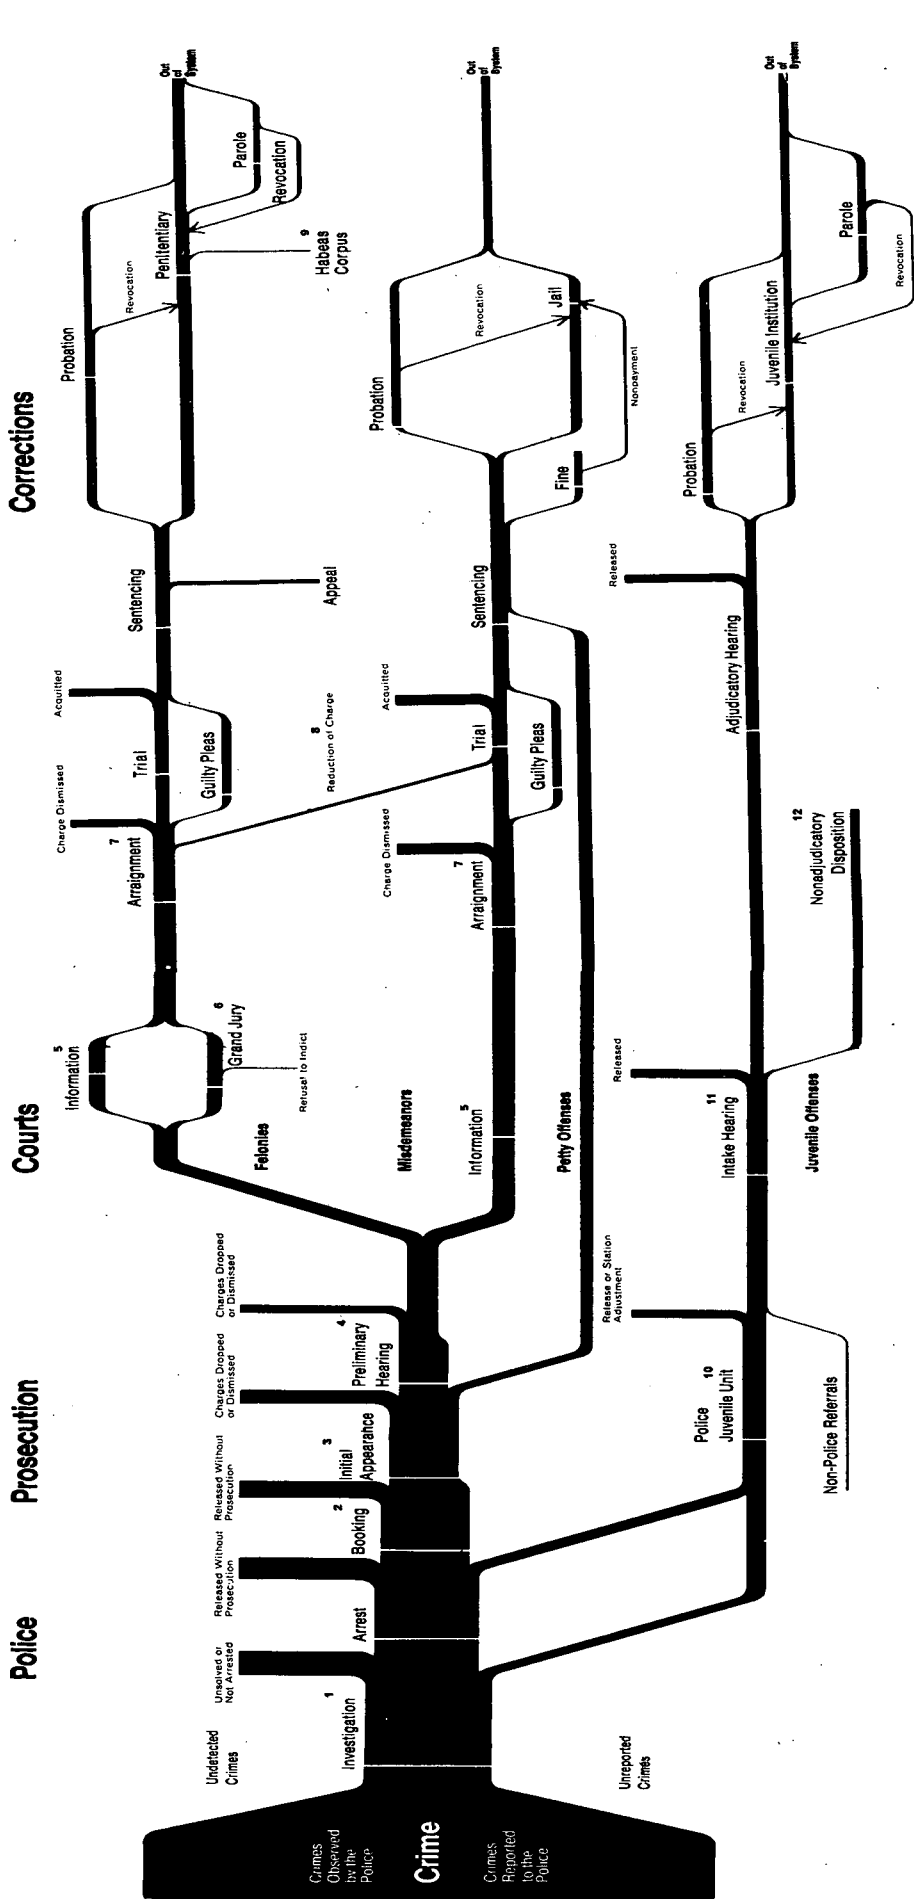 Police
Prosecution
Courts
Corrections
Crimes
Observed
by the
Police
Crime
Crimes
Reported
to the
Police
Undetected
Crimes
Unreported
Crimes
1
Investigation
Unsolved or
Not Arrested
Arrest
Released Without
Prosecution
2
Booking
Released Without
Prosecution
3
Initial
Appearance
Charges Dropped
or Dismissed
4
Preliminary
Hearing
Charges Dropped
or Dismissed
Felonies
5
Information
6
Grand Jury
Refusal to Indict
7
Arraignment
Charge Dismissed
Trial
Acquitted
Guilty Pleas
8
Reduction of Charge
Sentencing
Appeal
Probation
Revocation
Penitentiary
9
Habeas
Corpus
Parole
Revocation
Out
of
System
Misdemeanors
5
Information
7
Arraignment
Charge Dismissed
Trial
Acquitted
Guilty Pleas
Sentencing
Fine
Nonpayment
Probation
Revocation
Jail
Out
of
System
Petty Offenses
Police 10
Juvenile Unit
Release or Station
Adjustment
Non-Police Referrals
11
Intake Hearing
Released
Juvenile Offenses
12
Nonadjudicatory
Disposition
Adjudicatory Hearing
Released
Probation
Revocation
Juvenile Institution
Parole
Revocation
Out
of
System